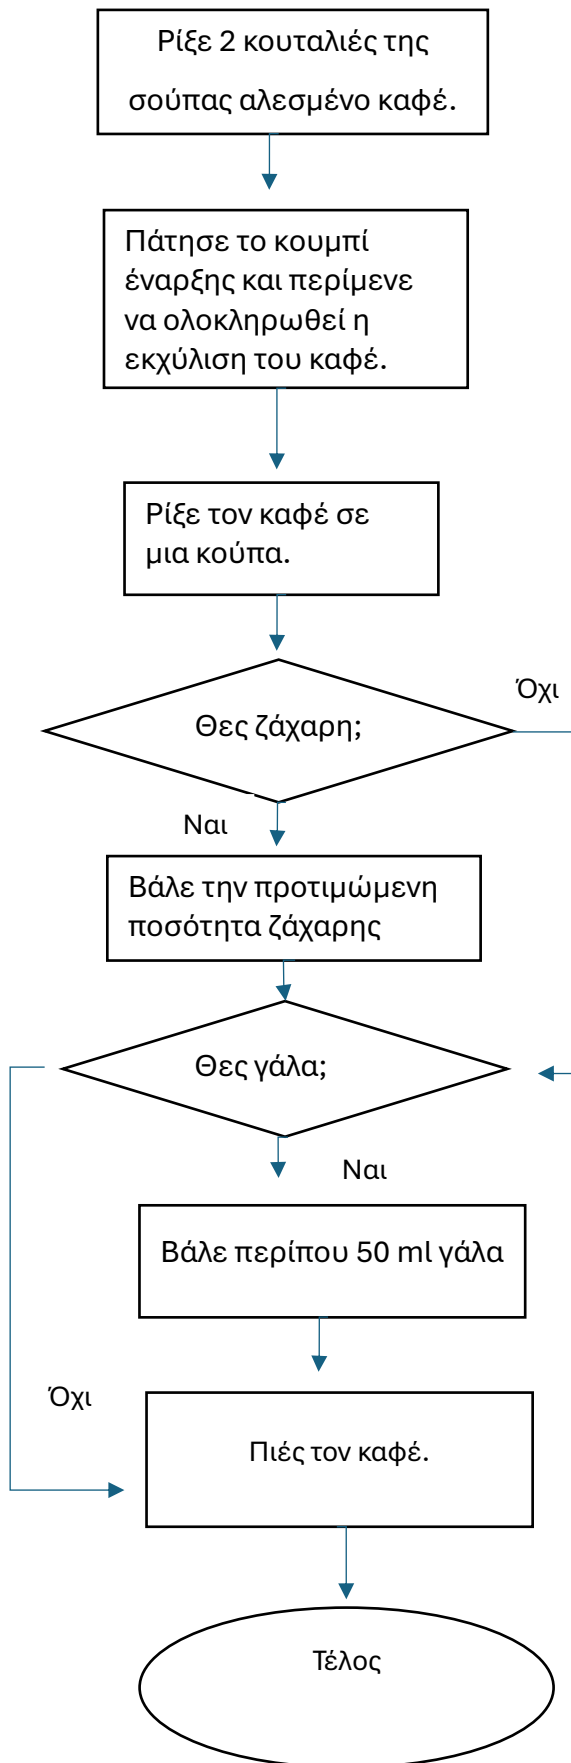 Ρίξε 2 κουταλιές της
σούπας αλεσμένο καφέ.
Πάτησε το κουμπί
έναρξης και περίμενε
να ολοκληρωθεί η
εκχύλιση του καφέ.
Ρίξε τον καφέ σε
μια κούπα.
Θες ζάχαρη;
Όχι
Ναι
Βάλε την προτιμώμενη
ποσότητα ζάχαρης
Θες γάλα;
Ναι
Βάλε περίπου 50 ml γάλα
Όχι
Πιές τον καφέ.
Τέλος